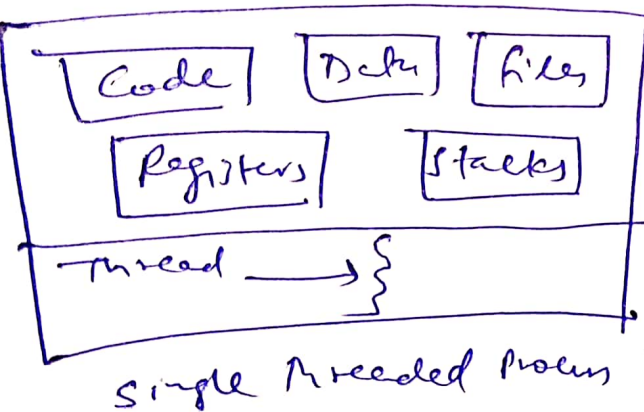 Code Data files
Registers Stacks
Thread
Single Threaded Process